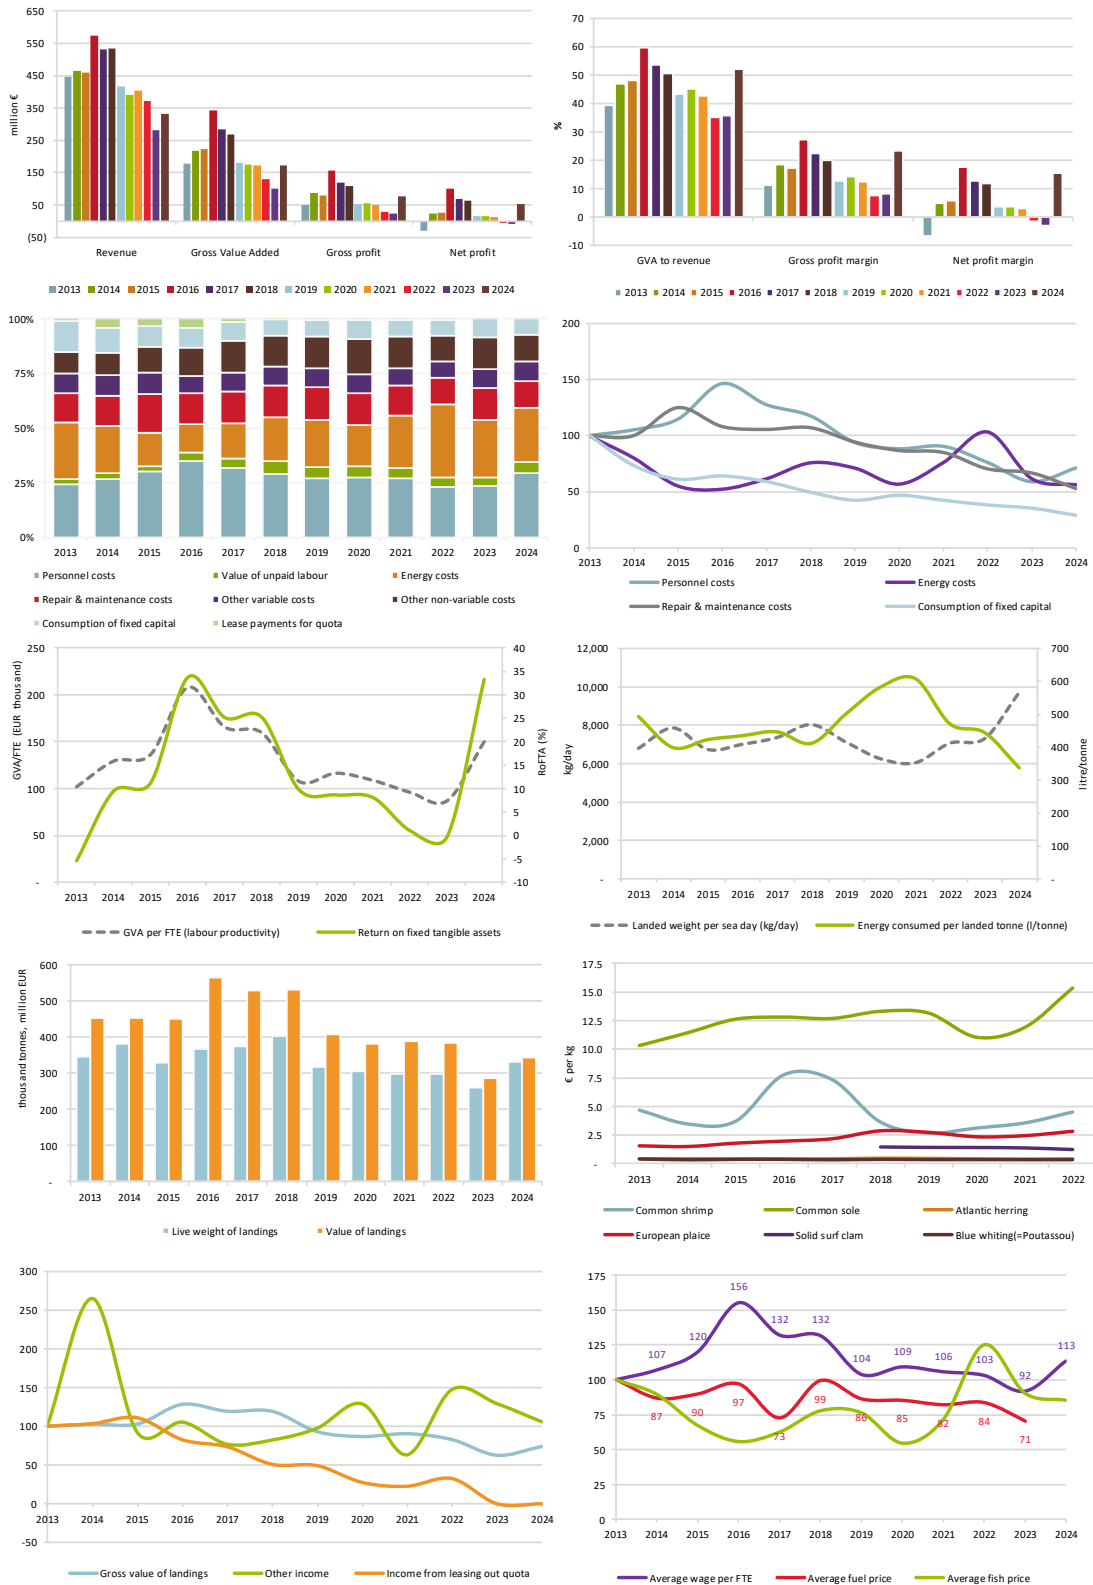 650
550
450
350
250
150
50
(50)
million €
Revenue
Gross Value Added
Gross profit
Net profit
2013 2014 2015 2016 2017 2018 2019 2020 2021 2022 2023 2024
70
60
50
40
30
20
10
0
-10
%
GVA to revenue
Gross profit margin
Net profit margin
2013 2014 2015 2016 2017 2018 2019 2020 2021 2022 2023 2024
100%
75%
50%
25%
0%
2013 2014 2015 2016 2017 2018 2019 2020 2021 2022 2023 2024
Personnel costs
Value of unpaid labour
Energy costs
Repair & maintenance costs
Other variable costs
Other non-variable costs
Consumption of fixed capital
Lease payments for quota
200
150
100
50
0
2013 2014 2015 2016 2017 2018 2019 2020 2021 2022 2023 2024
Personnel costs
Energy costs
Repair & maintenance costs
Consumption of fixed capital
250
200
150
100
50
-
GVA/FTE (EUR thousand)
40
35
30
25
20
15
10
5
0
-5
-10
RoFTA (%)
2013 2014 2015 2016 2017 2018 2019 2020 2021 2022 2023 2024
GVA per FTE (labour productivity)
Return on fixed tangible assets
12,000
10,000
8,000
6,000
4,000
2,000
-
kg/day
700
600
500
400
300
200
100
-
litre/tonne
2013 2014 2015 2016 2017 2018 2019 2020 2021 2022 2023 2024
Landed weight per sea day (kg/day)
Energy consumed per landed tonne (l/tonne)
600
500
400
300
200
100
-
thousand tonnes, million EUR
2013 2014 2015 2016 2017 2018 2019 2020 2021 2022 2023 2024
Live weight of landings
Value of landings
17.5
15.0
12.5
10.0
7.5
5.0
2.5
-
€ per kg
2013 2014 2015 2016 2017 2018 2019 2020 2021 2022
Common shrimp
Common sole
Atlantic herring
European plaice
Solid surf clam
Blue whiting(=Poutassou)
300
250
200
150
100
50
0
-50
2013 2014 2015 2016 2017 2018 2019 2020 2021 2022 2023 2024
Gross value of landings
Other income
Income from leasing out quota
175
150
125
100
75
50
25
0
107 120 156 132 132 104 109 106 103 92 113
87 90 97 73 99 86 85 82 84 71
2013 2014 2015 2016 2017 2018 2019 2020 2021 2022 2023 2024
Average wage per FTE
Average fuel price
Average fish price